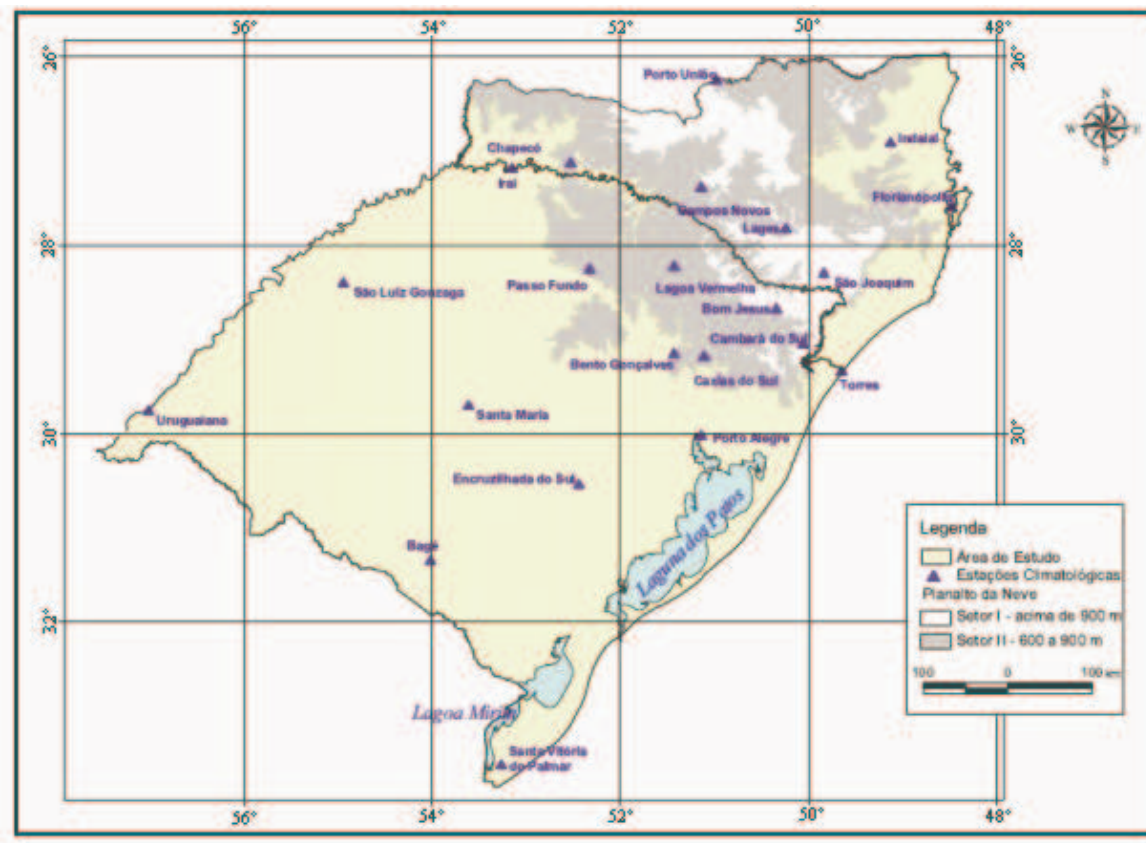 56° 54° 52° 50° 48°
26° 26°
Porto União
N
W E
S
Indaial
Chapecó
Iraí
Florianópolis
Campos Novos
Lages
28° 28°
Passo Fundo
São Luiz Gonzaga
Lagoa Vermelha
São Joaquim
Bom Jesus
Cambará do Sul
Bento Gonçalves
Caxias do Sul
Torres
Uruguaiana
Santa Maria
30° 30°
Porto Alegre
Encruzilhada do Sul
Laguna dos Patos
Bagé
32° 32°
Lagoa Mirim
Santa Vitória
do Palmar
56° 54° 52° 50° 48°
Legenda
Área de Estudo
Estações Climatológicas
Planalto da Neve
Setor I - acima de 900 m
Setor II - 600 a 900 m
100 0 100 km